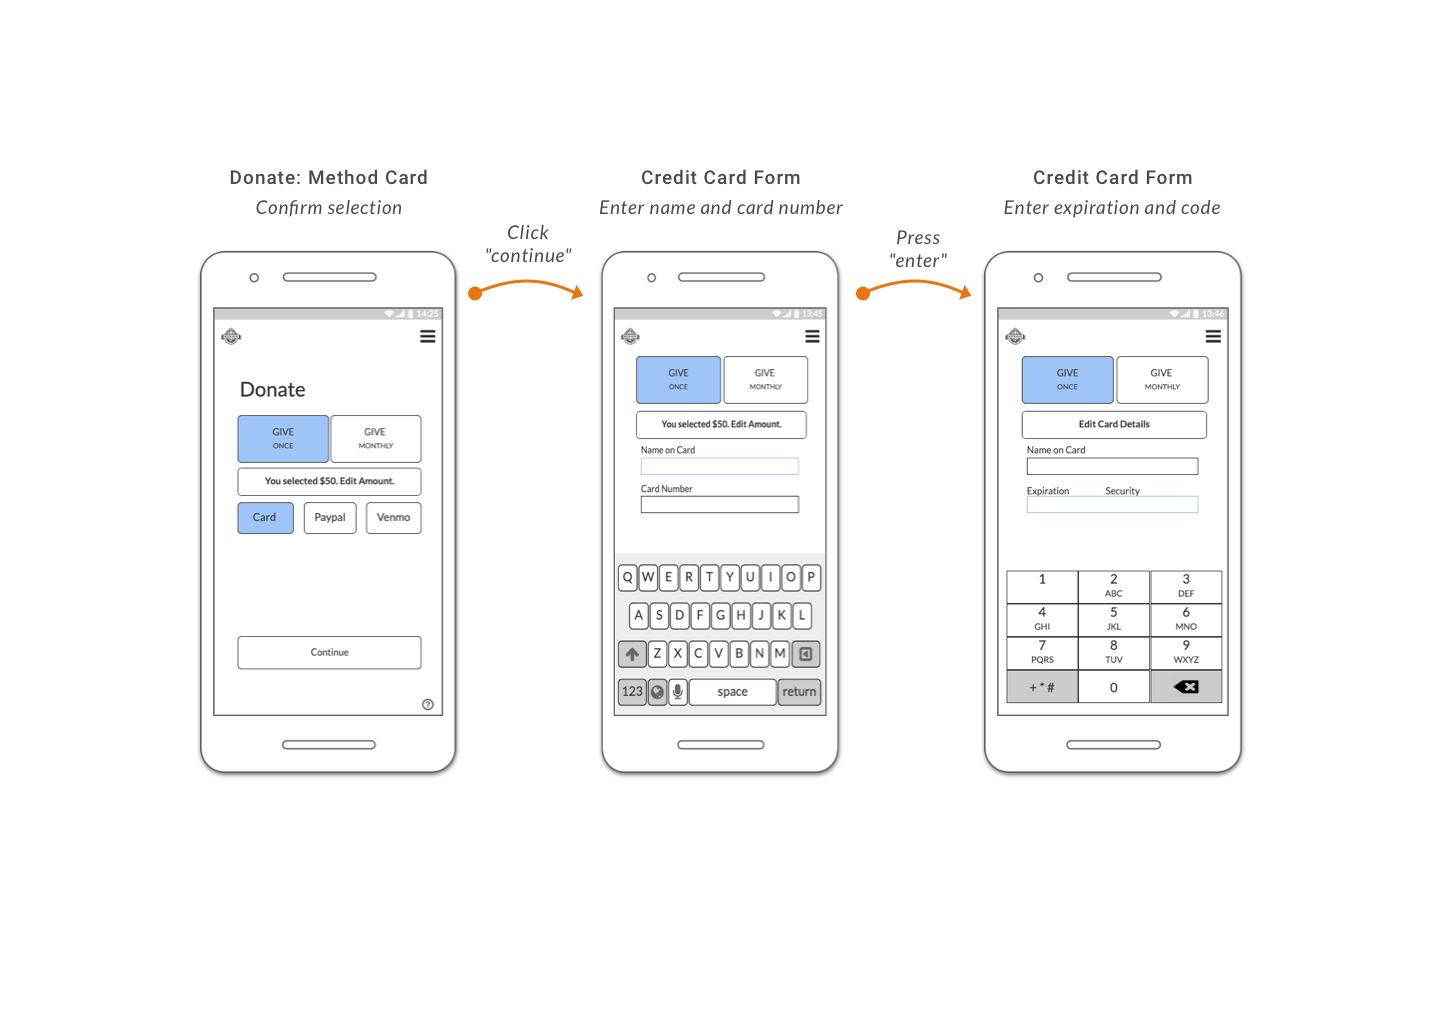 Donate: Method Card
Confirm selection
Click
"continue"
Credit Card Form
Enter name and card number
Press
"enter"
Credit Card Form
Enter expiration and code
14:25
Donate
GIVE
ONCE
GIVE
MONTHLY
You selected $50. Edit Amount.
Card
Paypal
Venmo
Continue
?
13:45
GIVE
ONCE
GIVE
MONTHLY
You selected $50. Edit Amount.
Name on Card
Card Number
Q W E R T Y U I O P
A S D F G H J K L
Z X C V B N M
123 space return
13:46
GIVE
ONCE
GIVE
MONTHLY
Edit Card Details
Name on Card
Expiration Security
1 2 3
ABC DEF
4 5 6
GHI JKL MNO
7 8 9
PQRS TUV WXYZ
+ * # 0